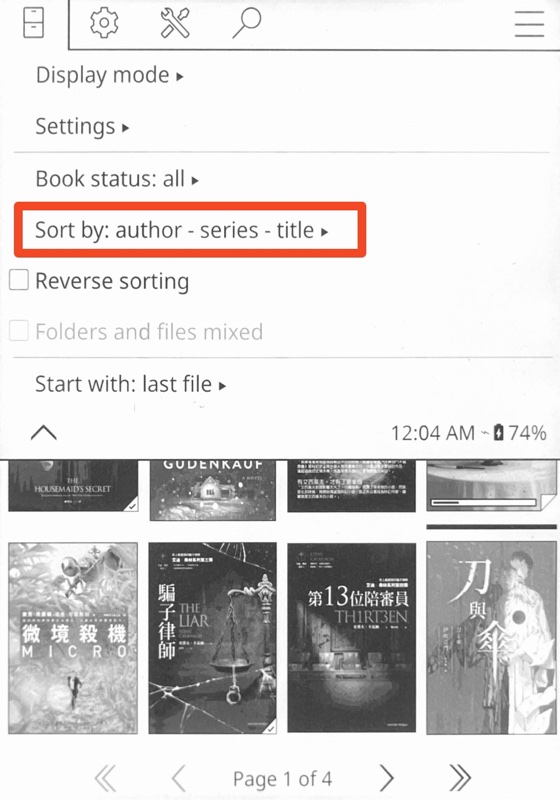 Display mode ▸
Settings ▸
Book status: all ▸
Sort by: author - series - title ▸
Reverse sorting
Folders and files mixed
Start with: last file ▸
12:04 AM 74%
THE
HOUSEMAID'S SECRET
GUDENKAUF
A NOVEL
微境殺機
MICRO
騙子律師
THE
LIAR
第13位陪審員
TH1RT3EN
刀與傘
Page 1 of 4